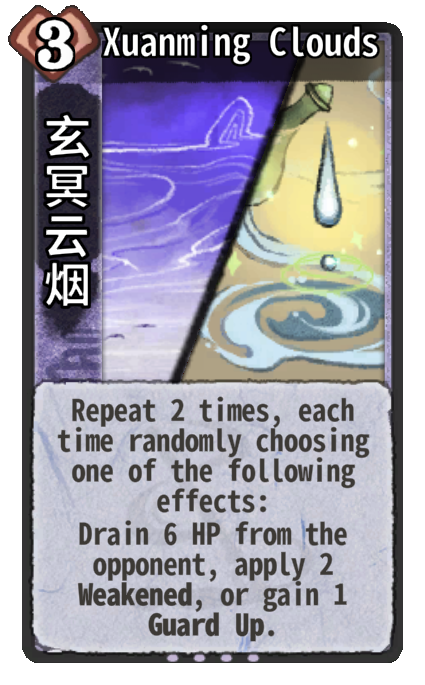 3
Xuanming Clouds
玄冥云烟
Repeat 2 times, each
time randomly choosing
one of the following
effects:
Drain 6 HP from the
opponent, apply 2
Weakened, or gain 1
Guard Up.